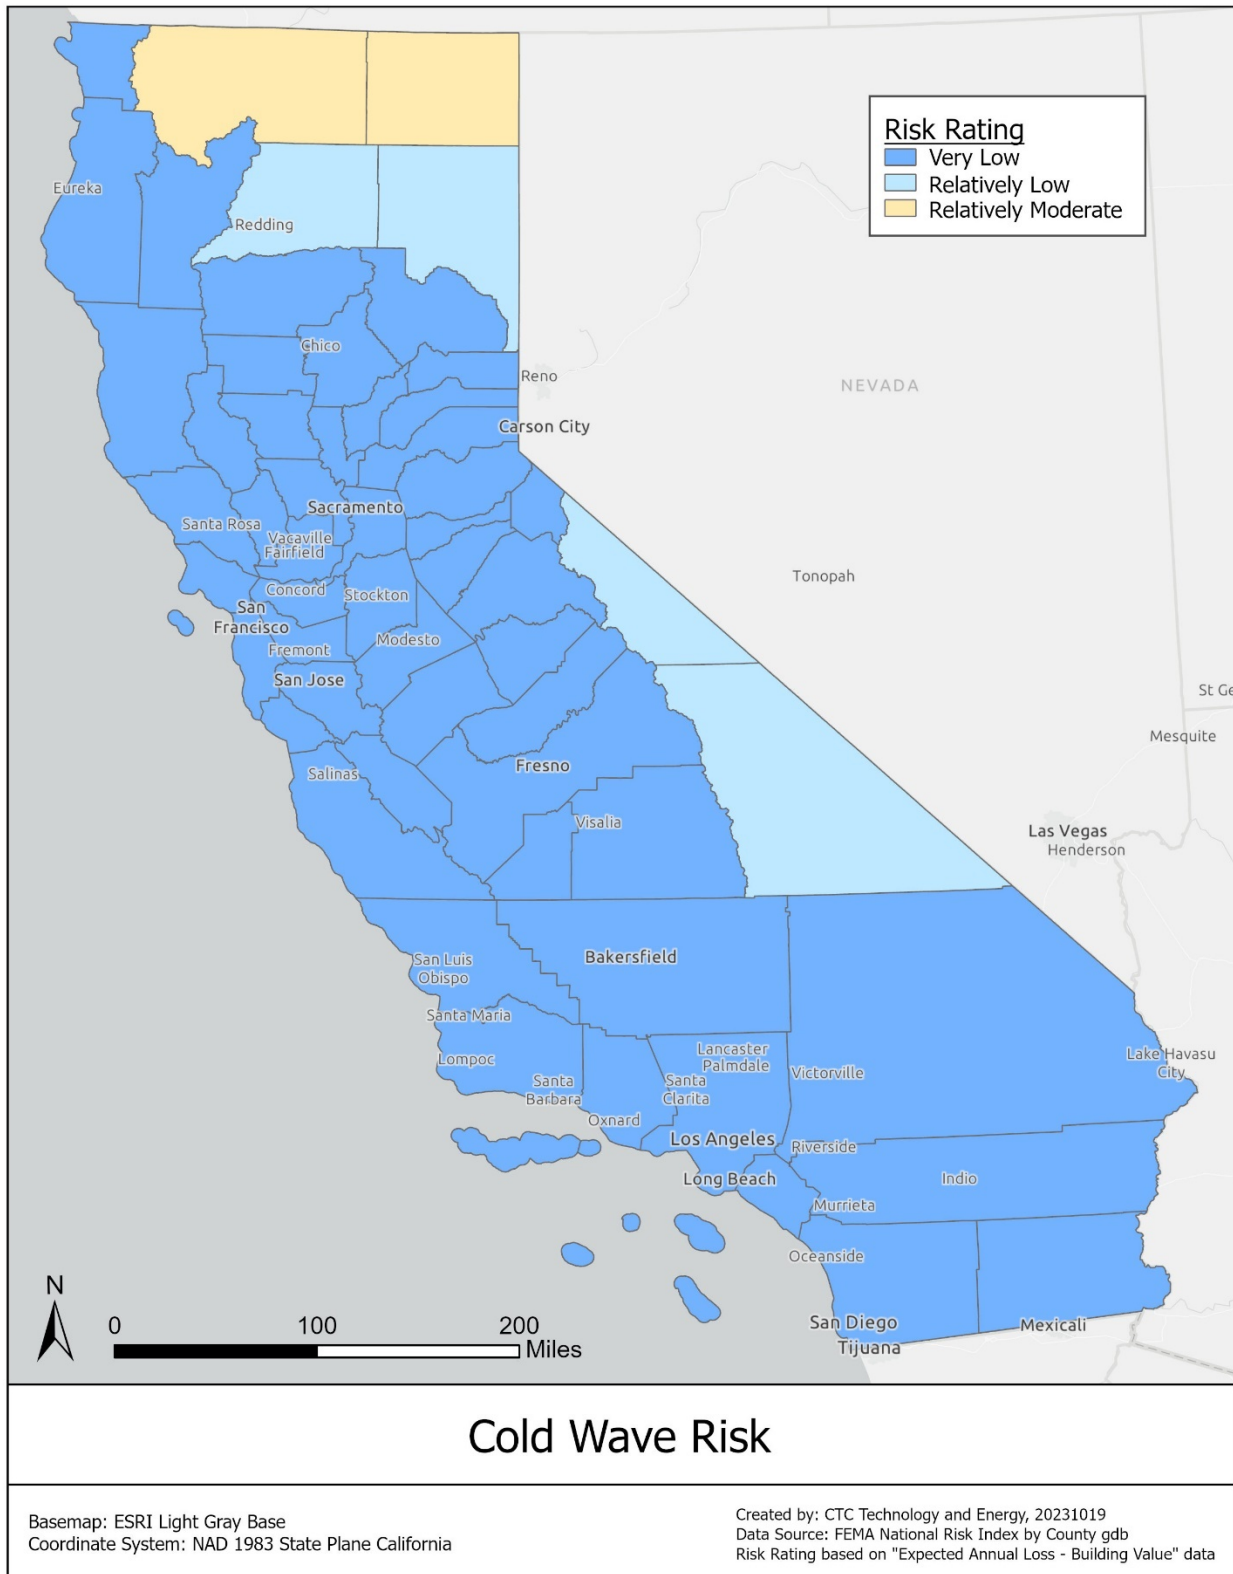 Risk Rating
Very Low
Relatively Low
Relatively Moderate
Eureka
Redding
Chico
Reno
NEVADA
Carson City
Sacramento
Santa Rosa
Vacaville
Fairfield
Tonopah
Concord
Stockton
San
Francisco
Modesto
Fremont
San Jose
St Ge
Mesquite
Fresno
Salinas
Visalia
Las Vegas
Henderson
Bakersfield
San Luis
Obispo
Santa Maria
Lompoc
Lancaster
Palmdale
Lake Havasu
City
Victorville
Santa
Barbara
Santa
Clarita
Oxnard
Los Angeles
Riverside
Long Beach
Indio
Murrieta
Oceanside
San Diego
Tijuana
Mexicali
N
0 100 200
Miles
Cold Wave Risk
Basemap: ESRI Light Gray Base
Coordinate System: NAD 1983 State Plane California
Created by: CTC Technology and Energy, 20231019
Data Source: FEMA National Risk Index by County gdb
Risk Rating based on "Expected Annual Loss - Building Value" data